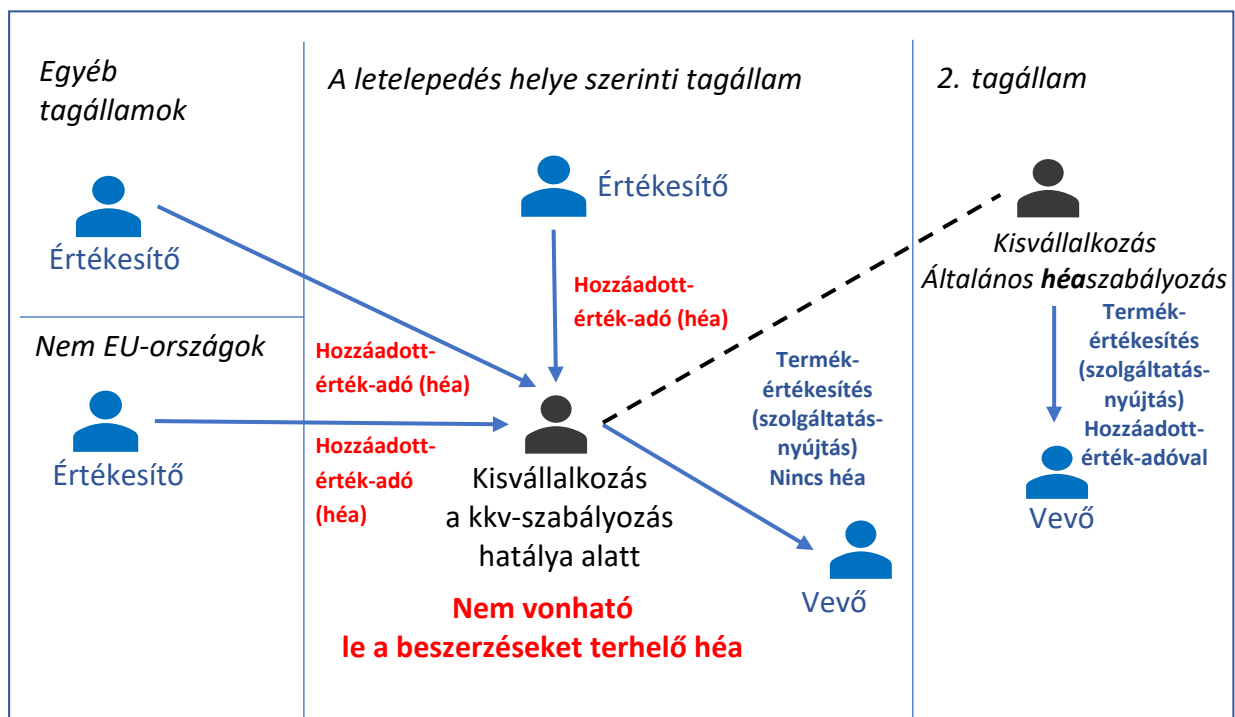 Egyéb
tagállamok
Értékesítő
Nem EU-országok
Értékesítő
A letelepedés helye szerinti tagállam
Értékesítő
Hozzáadott-
érték-adó (héa)
Hozzáadott-
érték-adó (héa)
Hozzáadott-
érték-adó
(héa)
Kisvállalkozás
a kkv-szabályozás
hatálya alatt
Nem vonható
le a beszerzéseket terhelő héa
Termék-
értékesítés
(szolgáltatás-
nyújtás)
Nincs héa
Vevő
2. tagállam
Kisvállalkozás
Általános héaszabályozás
Termék-
értékesítés
(szolgáltatás-
nyújtás)
Hozzáadott-
érték-adóval
Vevő